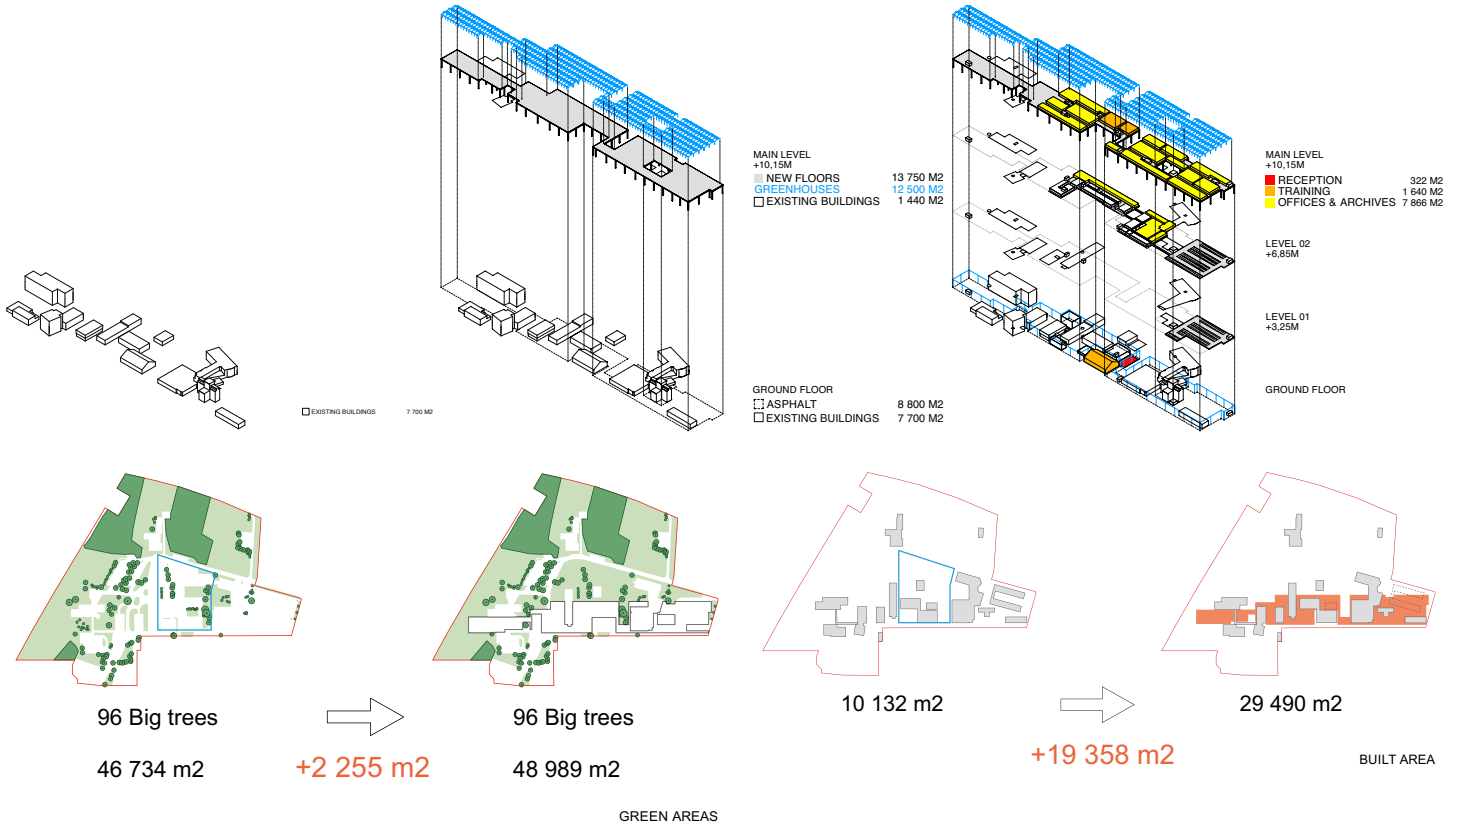 MAIN LEVEL
+10,15M
NEW FLOORS 13 750 M2
GREENHOUSES 12 500 M2
EXISTING BUILDINGS 1 440 M2
MAIN LEVEL
+10,15M
RECEPTION 322 M2
TRAINING 1 640 M2
OFFICES & ARCHIVES 7 866 M2
LEVEL 02
+6,85M
LEVEL 01
+3,25M
GROUND FLOOR
EXISTING BUILDINGS 7 700 M2
GROUND FLOOR
ASPHALT 8 800 M2
EXISTING BUILDINGS 7 700 M2
96 Big trees
46 734 m2
+2 255 m2
96 Big trees
48 989 m2
GREEN AREAS
10 132 m2
+19 358 m2
29 490 m2
BUILT AREA